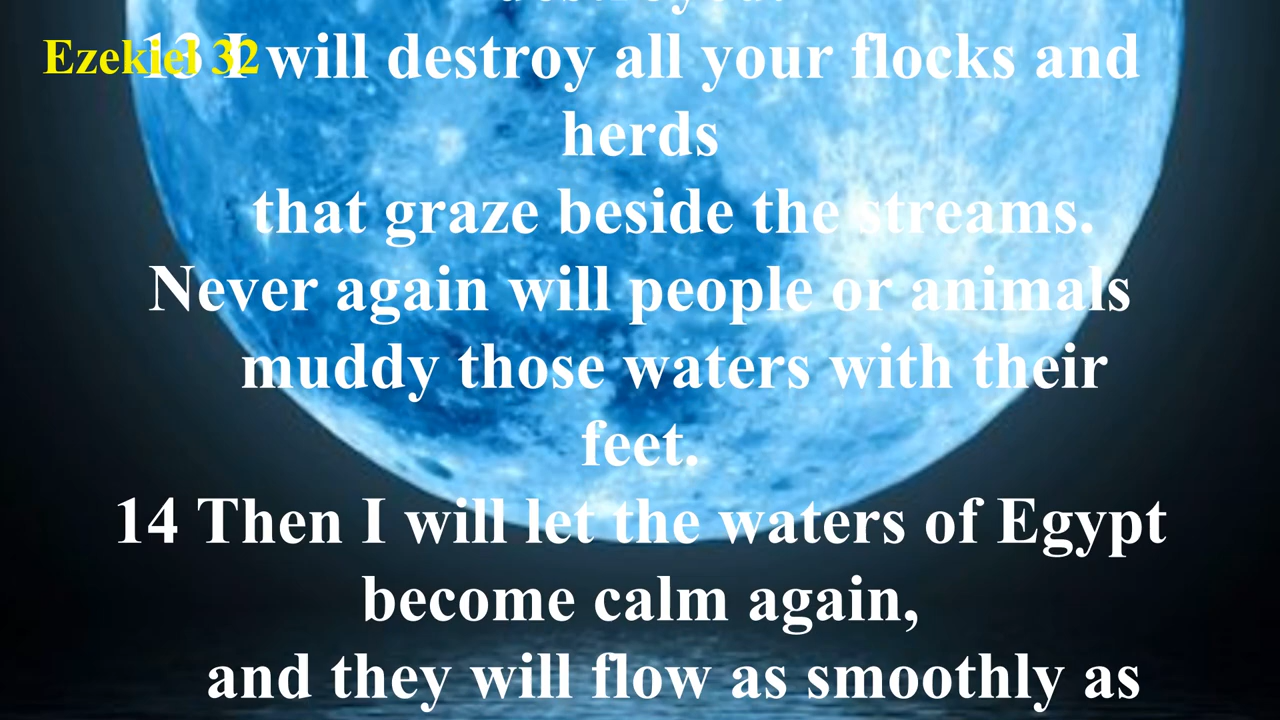 destroyed.
Ezekiel 32
13 I will destroy all your flocks and
herds
that graze beside the streams.
Never again will people or animals
muddy those waters with their
feet.
14 Then I will let the waters of Egypt
become calm again,
and they will flow as smoothly as